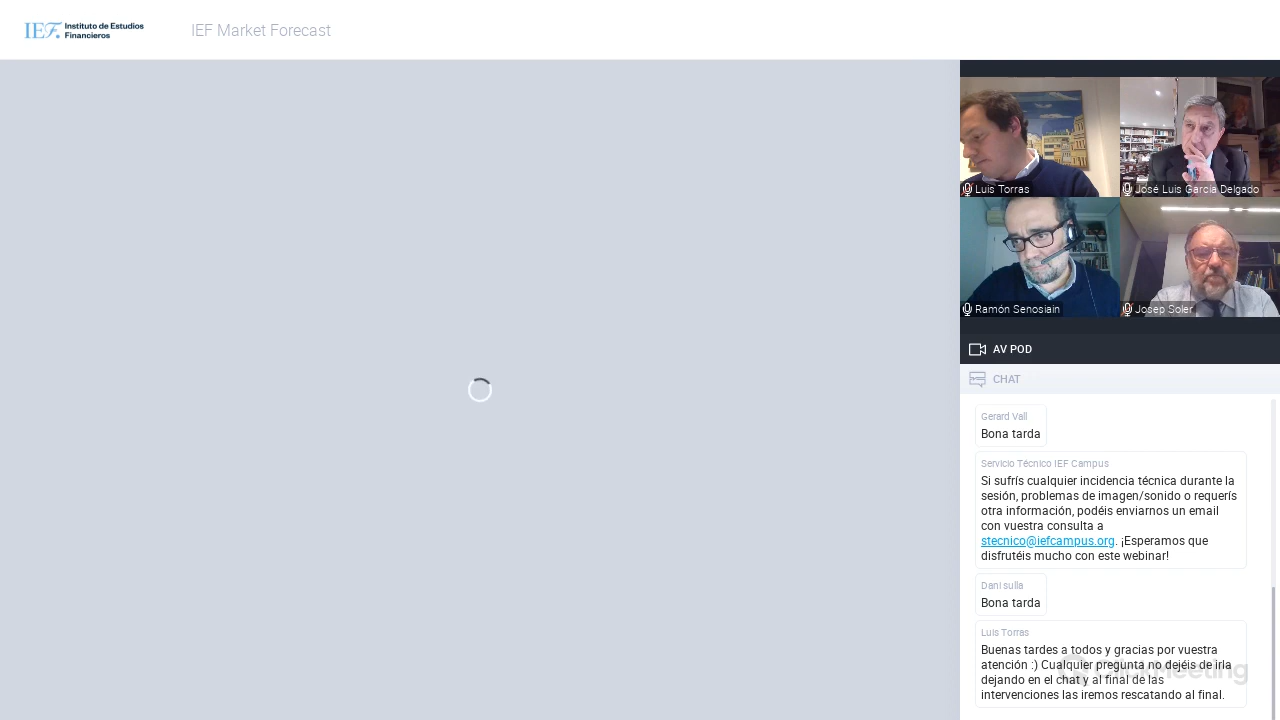 IEF. Instituto de Estudios
Financieros
IEF Market Forecast
Luis Torras
José Luis García Delgado
Ramón Senosiain
Josep Soler
AV POD
CHAT
Gerard Vall
Bona tarda
Servicio Técnico IEF Campus
Si sufrís cualquier incidencia técnica durante la
sesión, problemas de imagen/sonido o requerís
otra información, podéis enviarnos un email
con vuestra consulta a
stecnico@iefcampus.org. ¡Esperamos que
disfrutéis mucho con este webinar!
Dani sulla
Bona tarda
Luis Torras
Buenas tardes a todos y gracias por vuestra
atención :) Cualquier pregunta no dejéis de irla
dejando en el chat y al final de las
intervenciones las iremos rescatando al final.
ClickMeeting